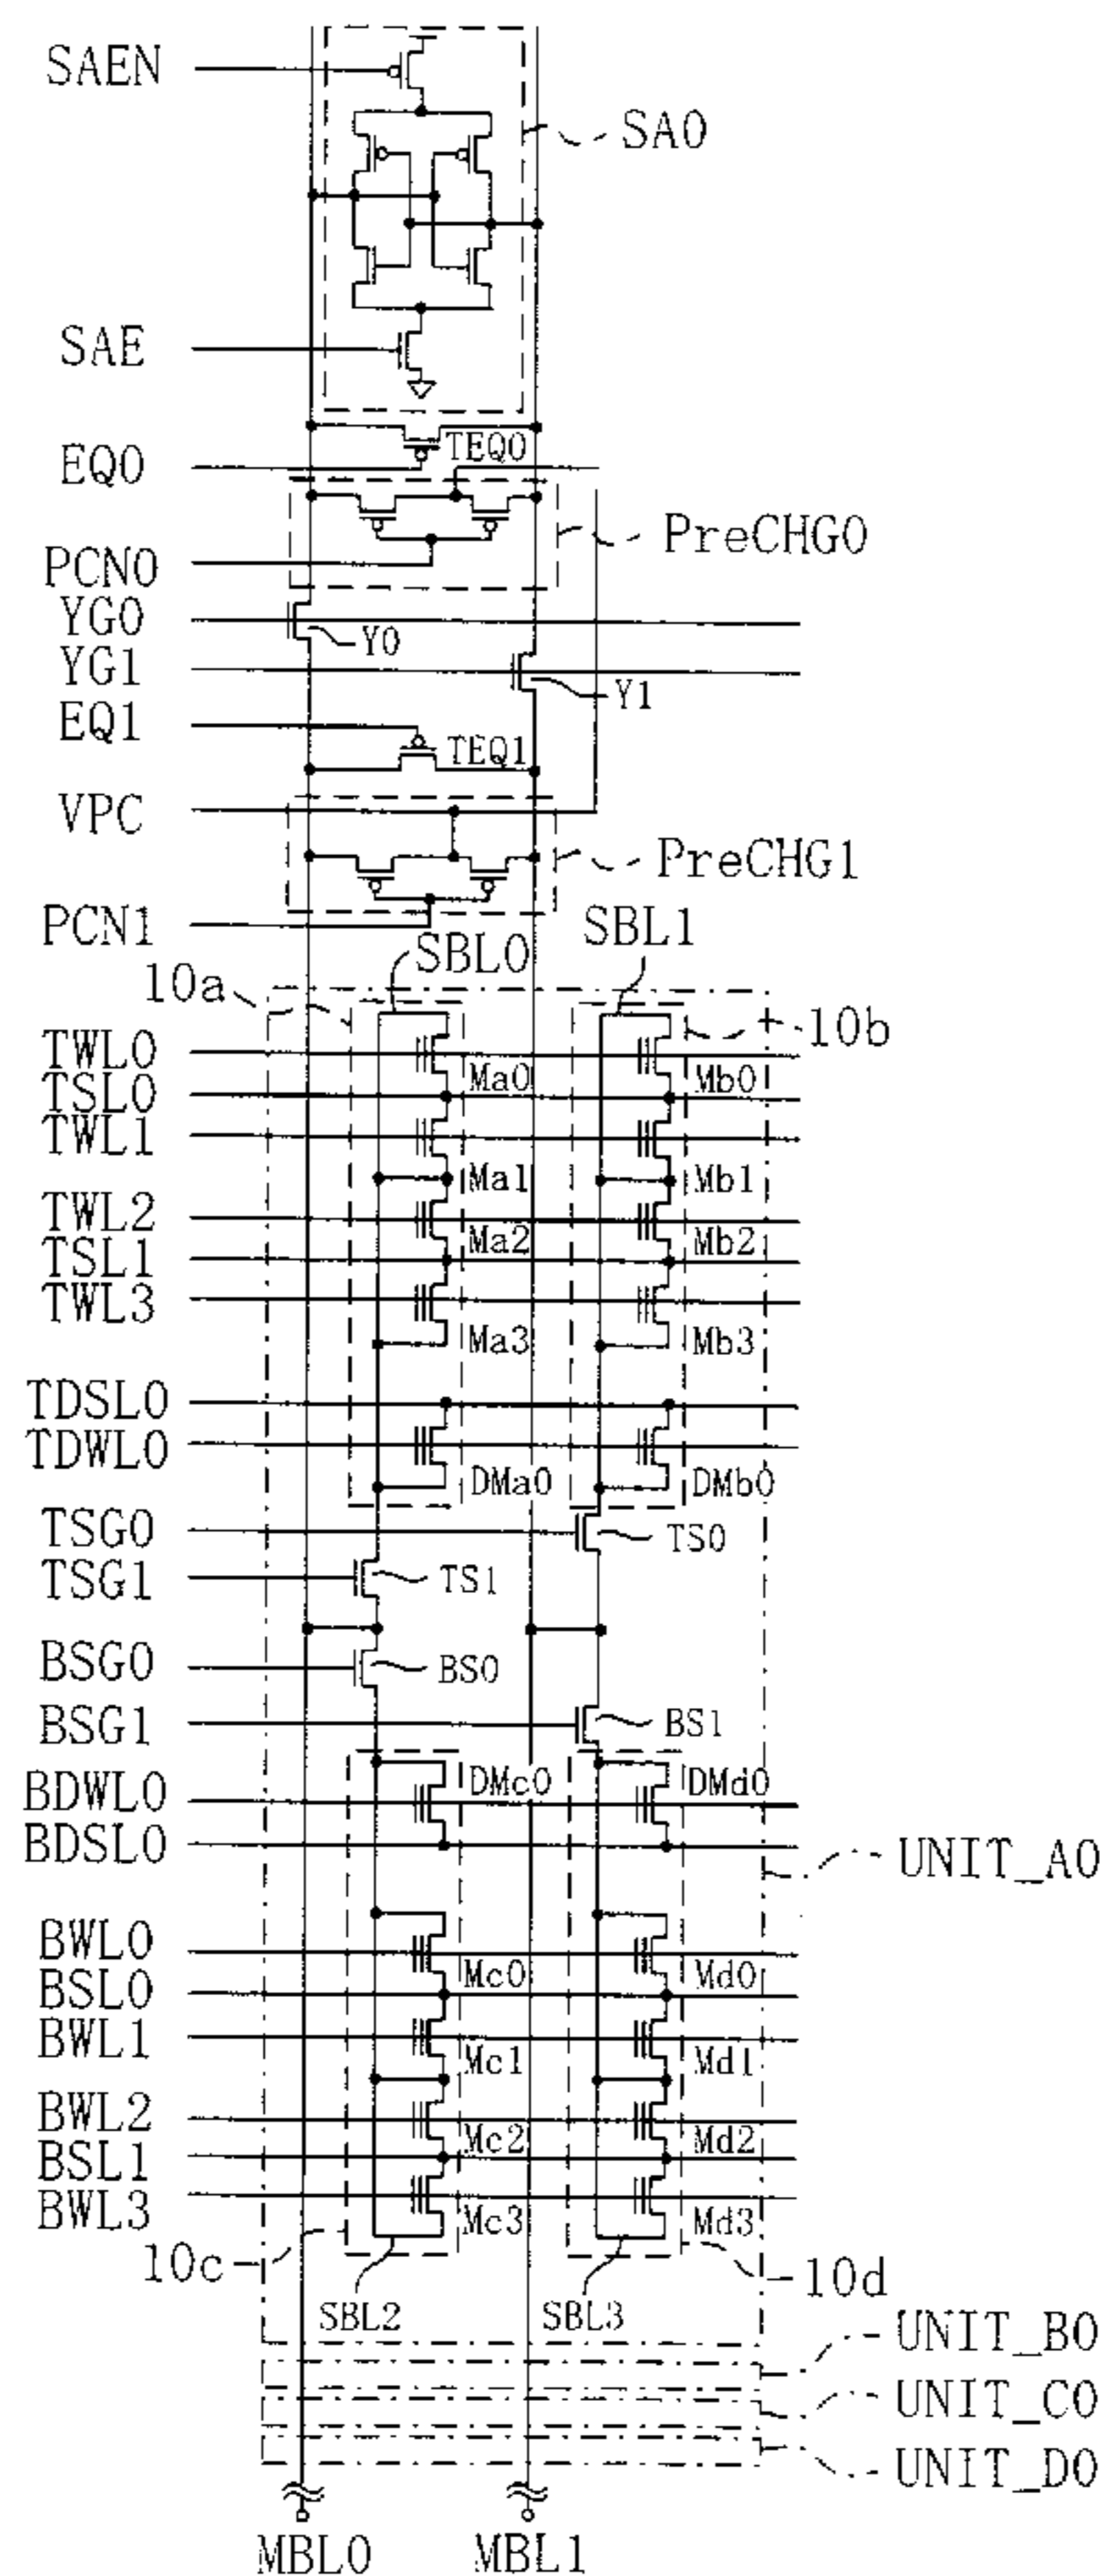 SAEN
SA0
SAE
TEQ0
EQ0
PreCHG0
PCN0
YG0
Y0
YG1
Y1
EQ1
TEQ1
VPC
PreCHG1
PCN1
SBL0
SBL1
10a
10b
TWL0
Ma0
Mb0
TSL0
TWL1
Ma1
Mb1
TWL2
Ma2
Mb2
TSL1
TWL3
Ma3
Mb3
TDSL0
TDWL0
DMa0
DMb0
TSG0
TS0
TSG1
TS1
BSG0
BS0
BSG1
BS1
DMc0
DMd0
BDWL0
BDSL0
UNIT_A0
BWL0
Mc0
Md0
BSL0
BWL1
Mc1
Md1
BWL2
Mc2
Md2
BSL1
BWL3
Mc3
Md3
10c
10d
SBL2
SBL3
UNIT_B0
UNIT_C0
UNIT_D0
MBL0
MBL1